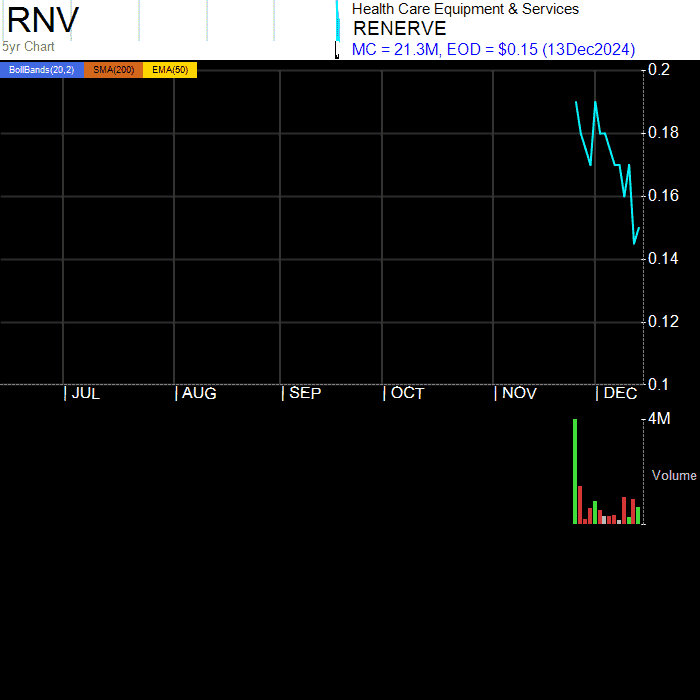 RNV
5yr Chart
Health Care Equipment & Services
RENERVE
MC = 21.3M, EOD = $0.15 (13Dec2024)
BollBands(20,2) SMA(200) EMA(50)
0.2
0.18
0.16
0.14
0.12
0.1
JUL AUG SEP OCT NOV DEC
4M
Volume